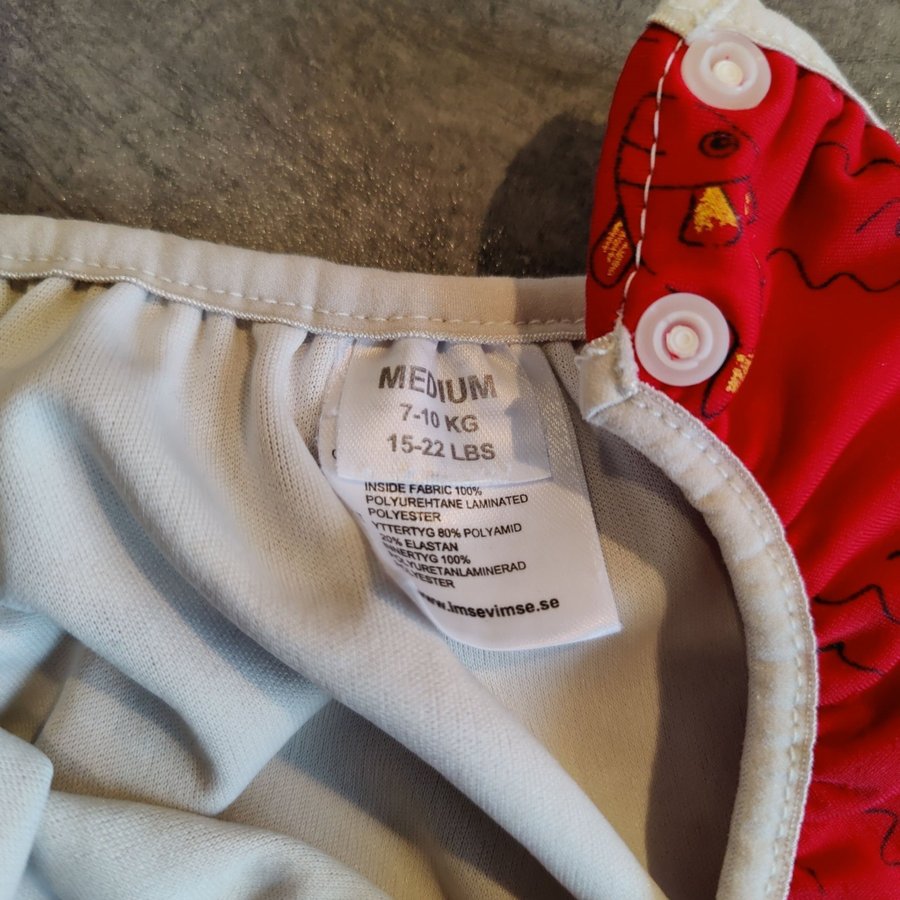 MEDIUM
7-10 KG
15-22 LBS
INSIDE FABRIC 100%
POLYUREHTANE LAMINATED
POLYESTER
YTTERTYG 80% POLYAMID
20% ELASTAN
INNERTYG 100%
POLYURETANLAMINERAD
POLYESTER
www.imsevimse.se